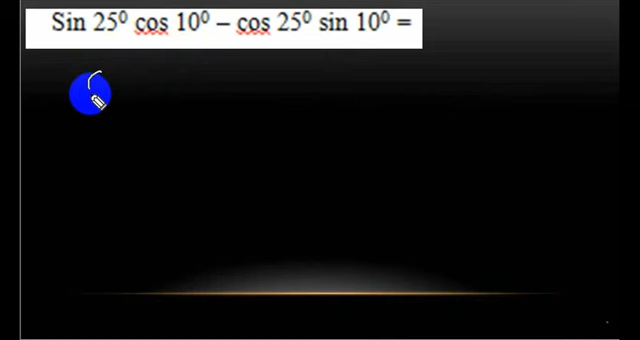 Sin 25⁰ cos 10⁰ – cos 25⁰ sin 10⁰ =